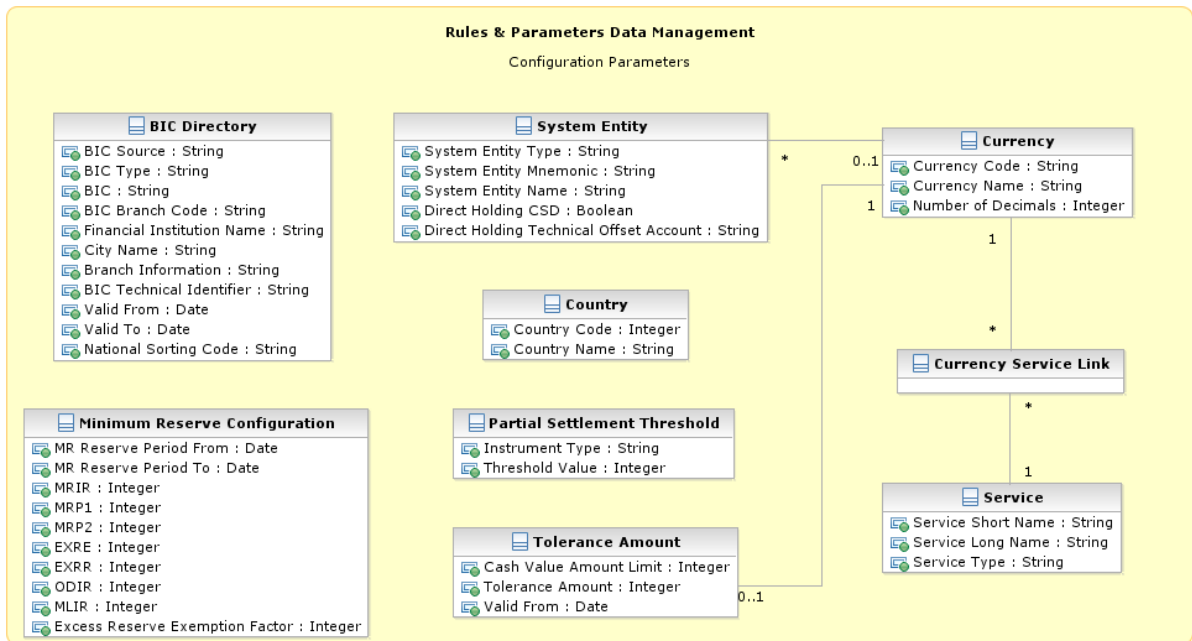 Rules & Parameters Data Management
Configuration Parameters
BIC Directory
BIC Source : String
BIC Type : String
BIC : String
BIC Branch Code : String
Financial Institution Name : String
City Name : String
Branch Information : String
BIC Technical Identifier : String
Valid From : Date
Valid To : Date
National Sorting Code : String
System Entity
System Entity Type : String
System Entity Mnemonic : String
System Entity Name : String
Direct Holding CSD : Boolean
Direct Holding Technical Offset Account : String
*
0..1
1
Currency
Currency Code : String
Currency Name : String
Number of Decimals : Integer
1
*
Country
Country Code : Integer
Country Name : String
Currency Service Link
*
1
Minimum Reserve Configuration
MR Reserve Period From : Date
MR Reserve Period To : Date
MRIR : Integer
MRP1 : Integer
MRP2 : Integer
EXRE : Integer
EXRR : Integer
ODIR : Integer
MLIR : Integer
Excess Reserve Exemption Factor : Integer
Partial Settlement Threshold
Instrument Type : String
Threshold Value : Integer
Service
Service Short Name : String
Service Long Name : String
Service Type : String
Tolerance Amount
Cash Value Amount Limit : Integer
Tolerance Amount : Integer
Valid From : Date
0..1